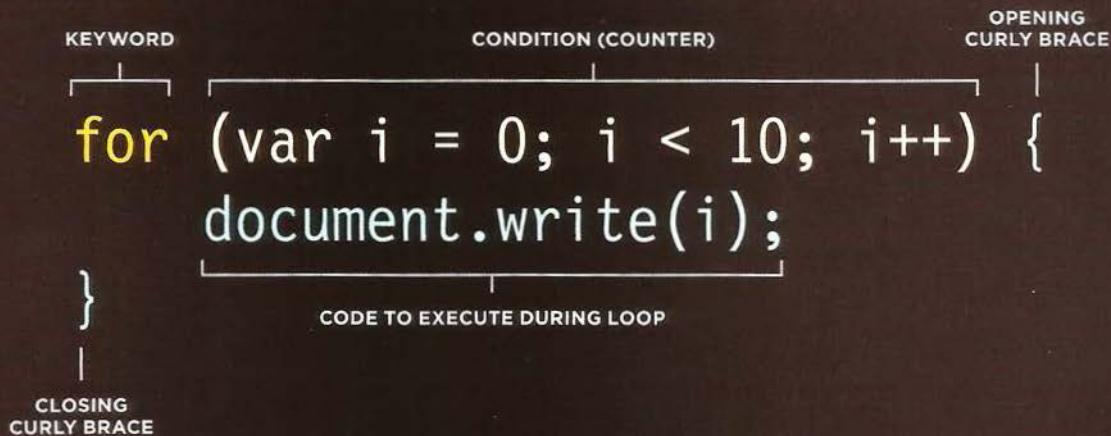 KEYWORD
CONDITION (COUNTER)
OPENING
CURLY BRACE
for (var i = 0; i < 10; i++) {
document.write(i);
}
CODE TO EXECUTE DURING LOOP
CLOSING
CURLY BRACE